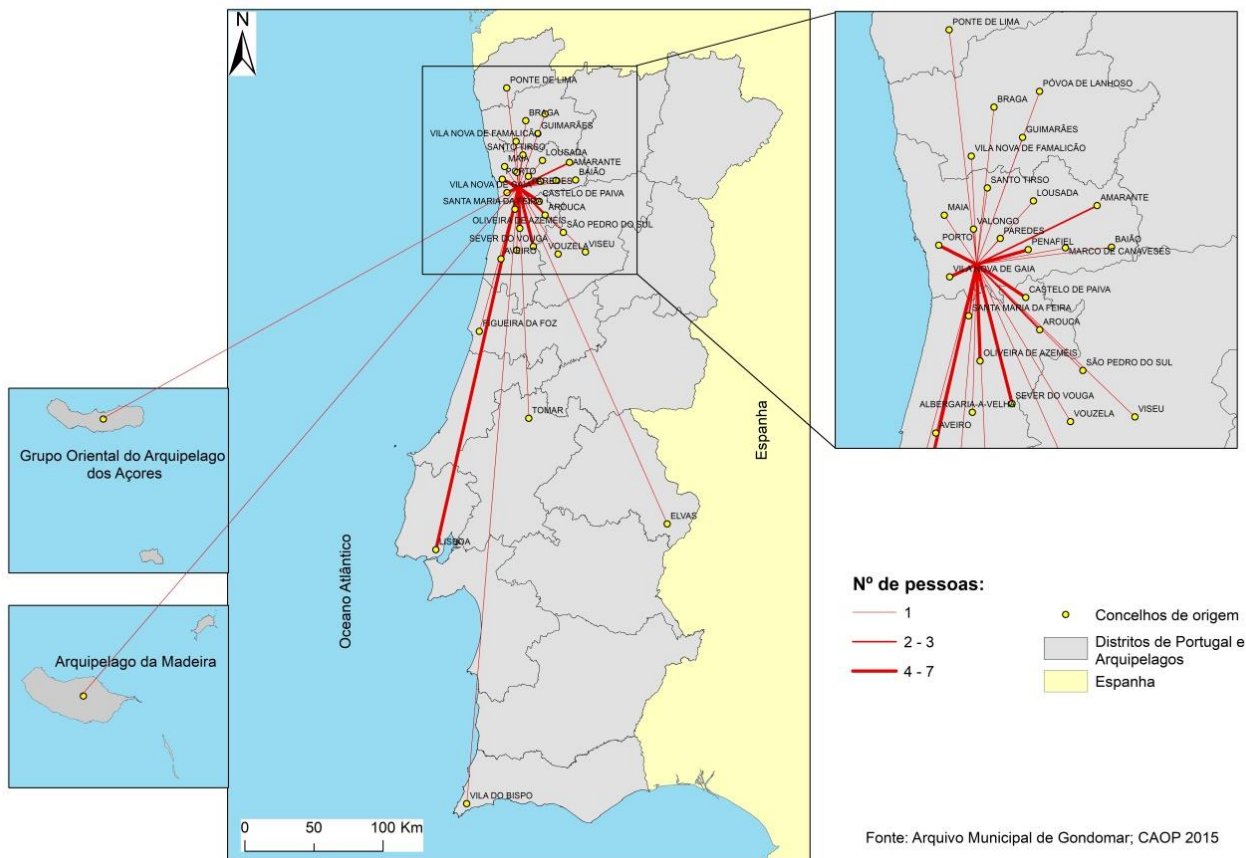 N
PONTE DE LIMA
BRAGA
GUIMARÃES
VILA NOVA DE FAMALICÃO
SANTO TIRSO
LOUSADA
MAIA
AMARANTE
PORTO
BAIÃO
PAREDES
VILA NOVA DE GAIA
CASTELO DE PAIVA
SANTA MARIA DA FEIRA
AROUCA
OLIVEIRA DE AZEMÉIS
SÃO PEDRO DO SUL
SEVER DO VOUGA
VISEU
VOUZELA
AVEIRO
FIGUEIRA DA FOZ
TOMAR
ELVAS
LISBOA
VILA DO BISPO
Oceano Atlântico
Espanha
0 50 100 Km
Grupo Oriental do Arquipelago
dos Açores
Arquipelago da Madeira
PONTE DE LIMA
PÓVOA DE LANHOSO
BRAGA
GUIMARÃES
VILA NOVA DE FAMALICÃO
SANTO TIRSO
LOUSADA
AMARANTE
MAIA
VALONGO
PAREDES
PORTO
PENAFIEL
BAIÃO
MARCO DE CANAVESES
VILA NOVA DE GAIA
CASTELO DE PAIVA
SANTA MARIA DA FEIRA
AROUCA
OLIVEIRA DE AZEMÉIS
SÃO PEDRO DO SUL
SEVER DO VOUGA
ALBERGARIA-A-VELHA
VISEU
VOUZELA
AVEIRO
Nº de pessoas:
1
2 - 3
4 - 7
Concelhos de origem
Distritos de Portugal e
Arquipelagos
Espanha
Fonte: Arquivo Municipal de Gondomar; CAOP 2015